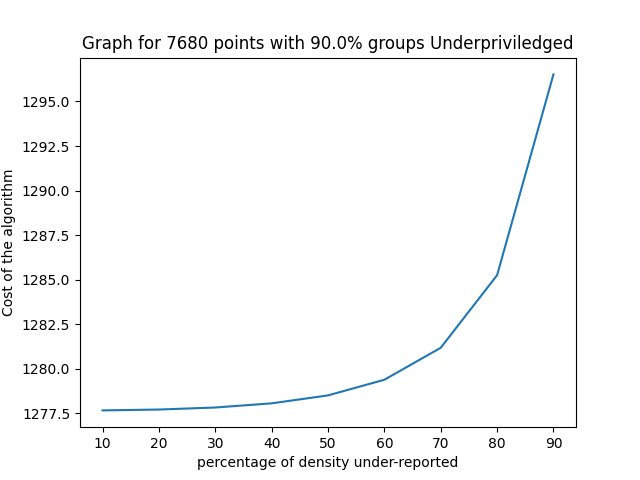 Graph for 7680 points with 90.0% groups Underpriviledged
1295.0
1292.5
1290.0
1287.5
1285.0
1282.5
1280.0
1277.5
Cost of the algorithm
10 20 30 40 50 60 70 80 90
percentage of density under-reported